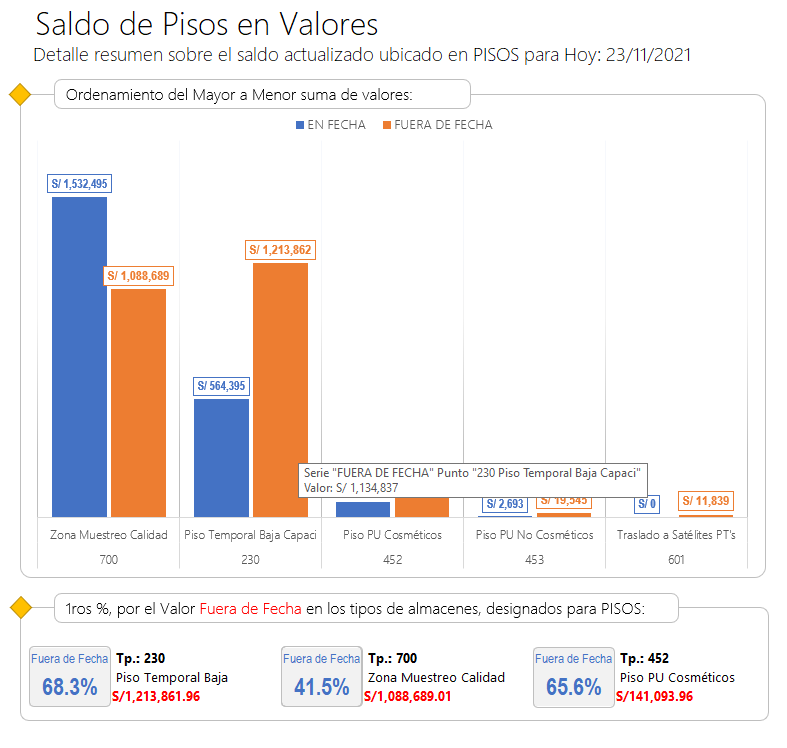 Saldo de Pisos en Valores
Detalle resumen sobre el saldo actualizado ubicado en PISOS para Hoy: 23/11/2021
Ordenamiento del Mayor a Menor suma de valores:
EN FECHA FUERA DE FECHA
S/ 1,532,495
S/ 1,213,862
S/ 1,088,689
S/ 564,395
Serie "FUERA DE FECHA" Punto "230 Piso Temporal Baja Capaci"
Valor: S/ 1,134,837
S/ 2,693 S/ 19,545 S/ 0 S/ 11,839
Zona Muestreo Calidad Piso Temporal Baja Capaci Piso PU Cosméticos Piso PU No Cosméticos Traslado a Satélites PT's
700 230 452 453 601
1ros %, por el Valor Fuera de Fecha en los tipos de almacenes, designados para PISOS:
Fuera de Fecha Tp.: 230 Fuera de Fecha Tp.: 700 Fuera de Fecha Tp.: 452
68.3% Piso Temporal Baja 41.5% Zona Muestreo Calidad 65.6% Piso PU Cosméticos
S/1,213,861.96 S/1,088,689.01 S/141,093.96